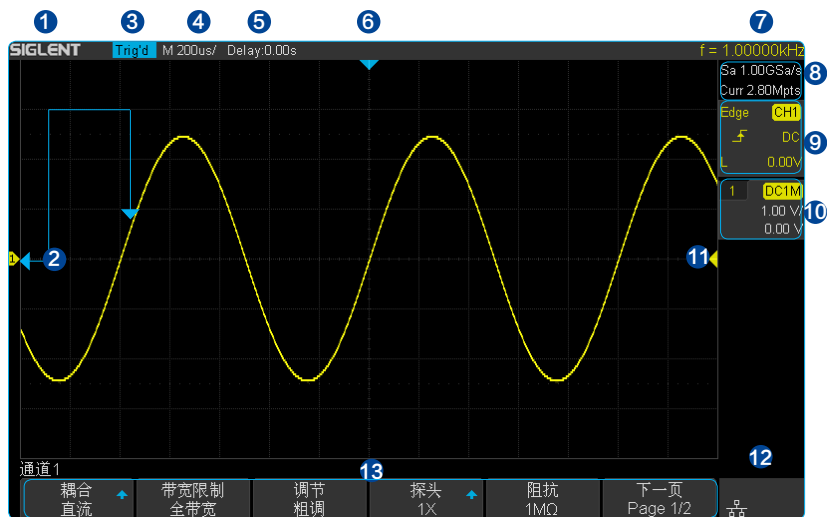 1 3 4 5 6 7
SIGLENT Trig'd M 200us/ Delay:0.00s f = 1.00000kHz
Sa 1.00GSa/s 8
Curr 2.80Mpts
Edge CH1
DC 9
L 0.00V
1 DC1M
1.00 V/ 10
0.00 V
1 2 11
12
通道1 13
耦合 带宽限制 调节 探头 阻抗 下一页
直流 全带宽 粗调 1X 1MΩ Page 1/2